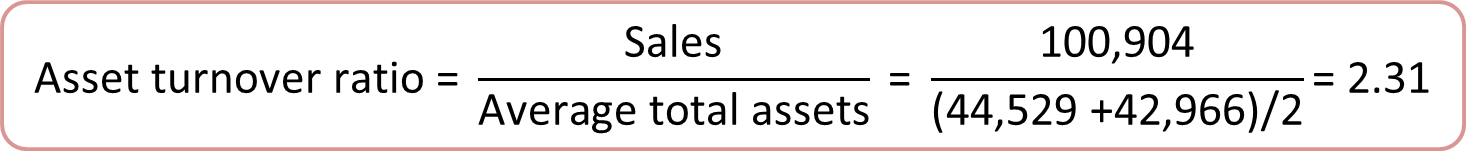 Asset turnover ratio = Sales / Average total assets = 100,904 / (44,529 +42,966)/2 = 2.31